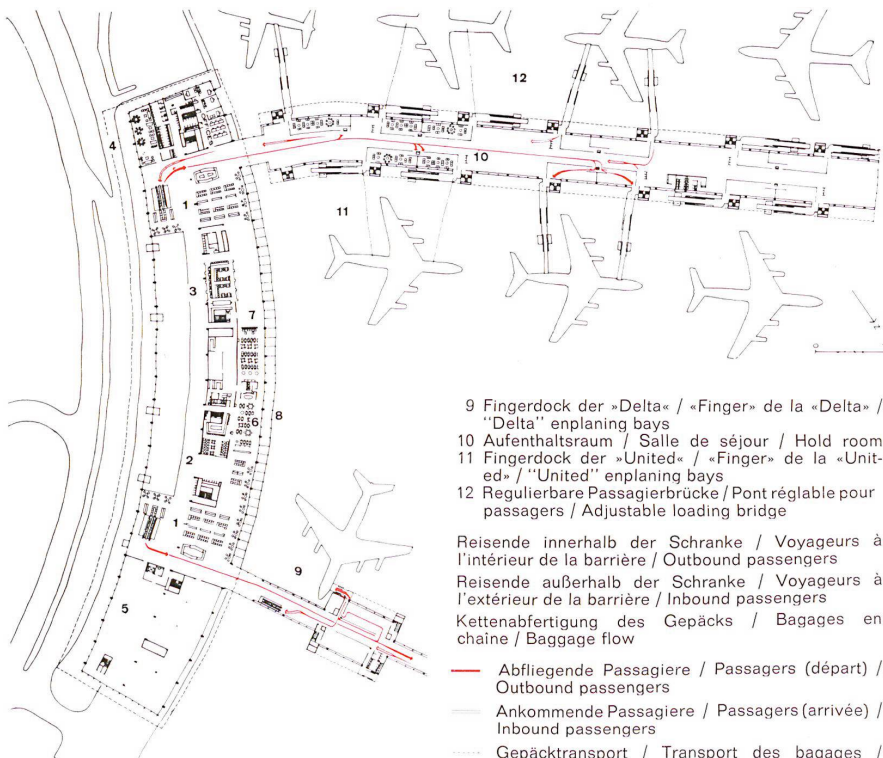 12
4
10
1
11
3
7
6
8
2
1
9
5
9 Fingerdock der »Delta« / «Finger» de la «Delta» /
“Delta” enplaning bays
10 Aufenthaltsraum / Salle de séjour / Hold room
11 Fingerdock der »United« / «Finger» de la «Unit-
ed» / “United” enplaning bays
12 Regulierbare Passagierbrücke / Pont réglable pour
passagers / Adjustable loading bridge
Reisende innerhalb der Schranke / Voyageurs à
l’intérieur de la barrière / Outbound passengers
Reisende außerhalb der Schranke / Voyageurs à
l’extérieur de la barrière / Inbound passengers
Kettenabfertigung des Gepäcks / Bagages en
chaîne / Baggage flow
Abfliegende Passagiere / Passagers (départ) /
Outbound passengers
Ankommende Passagiere / Passagers (arrivée) /
Inbound passengers
Gepäcktransport / Transport des bagages /